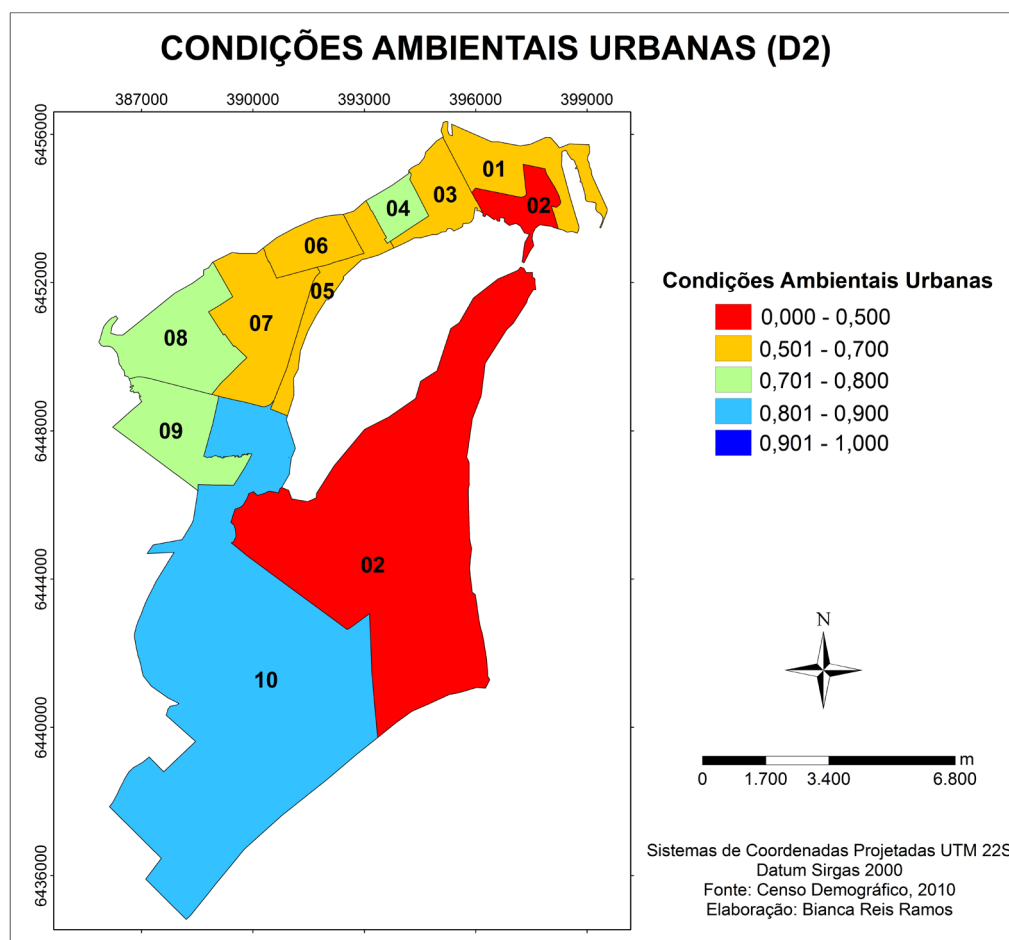 CONDIÇÕES AMBIENTAIS URBANAS (D2)
387000 390000 393000 396000 399000
6456000
6452000
6448000
6444000
6440000
6436000
01
02
03
04
06
05
07
08
09
02
10
Condições Ambientais Urbanas
0,000 - 0,500
0,501 - 0,700
0,701 - 0,800
0,801 - 0,900
0,901 - 1,000
N
m
0 1.700 3.400 6.800
Sistemas de Coordenadas Projetadas UTM 22S
Datum Sirgas 2000
Fonte: Censo Demográfico, 2010
Elaboração: Bianca Reis Ramos